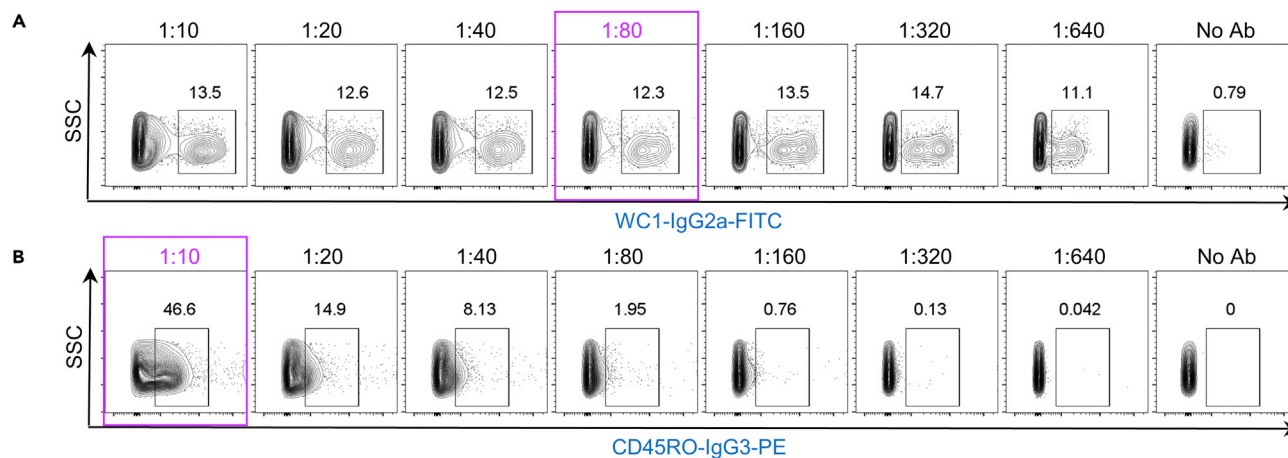 A
1:10 1:20 1:40 1:80 1:160 1:320 1:640 No Ab
SSC
13.5 12.6 12.5 12.3 13.5 14.7 11.1 0.79
WC1-IgG2a-FITC
B
1:10 1:20 1:40 1:80 1:160 1:320 1:640 No Ab
SSC
46.6 14.9 8.13 1.95 0.76 0.13 0.042 0
CD45RO-IgG3-PE